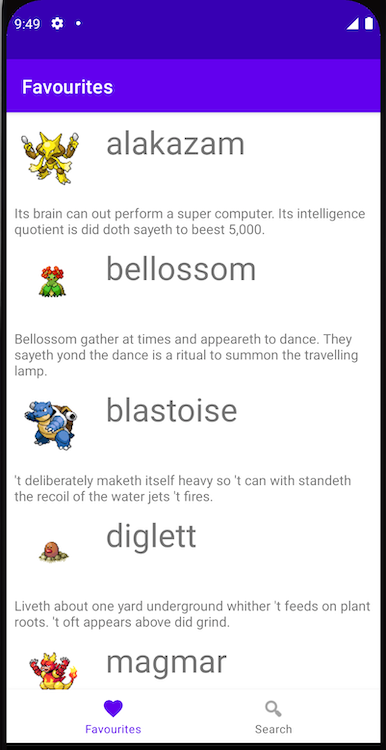 9:49
Favourites
alakazam
Its brain can out perform a super computer. Its intelligence
quotient is did doth sayeth to beest 5,000.
bellossom
Bellossom gather at times and appeareth to dance. They
sayeth yond the dance is a ritual to summon the travelling
lamp.
blastoise
't deliberately maketh itself heavy so 't can with standeth
the recoil of the water jets 't fires.
diglett
Liveth about one yard underground whither 't feeds on plant
roots. 't oft appears above did grind.
magmar
Favourites
Search